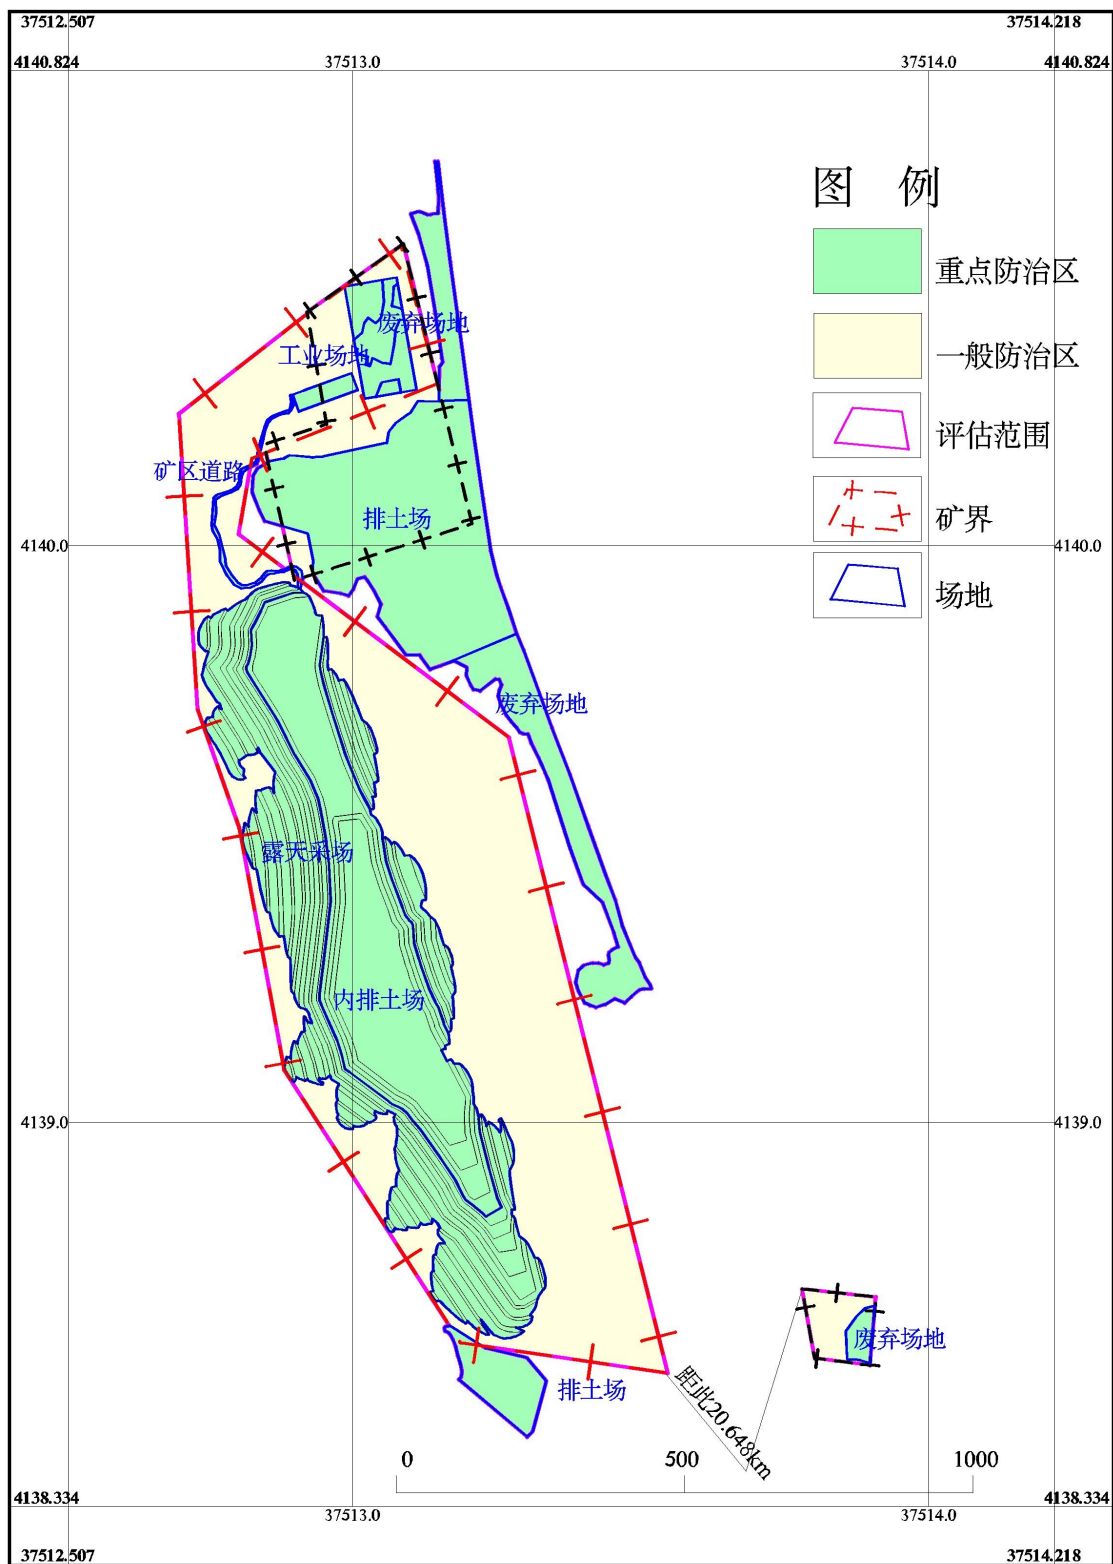 37512.507
37514.218
4140.824
37513.0
37514.0
4140.824
图 例
重点防治区
废弃场地
工业场地
一般防治区
评估范围
矿区道路
矿界
排土场
4140.0
4140.0
场地
废弃场地
露天采场
内排土场
4139.0
4139.0
废弃场地
排土场
距此20.648km
0
500
1000
4138.334
37513.0
37514.0
4138.334
37512.507
37514.218